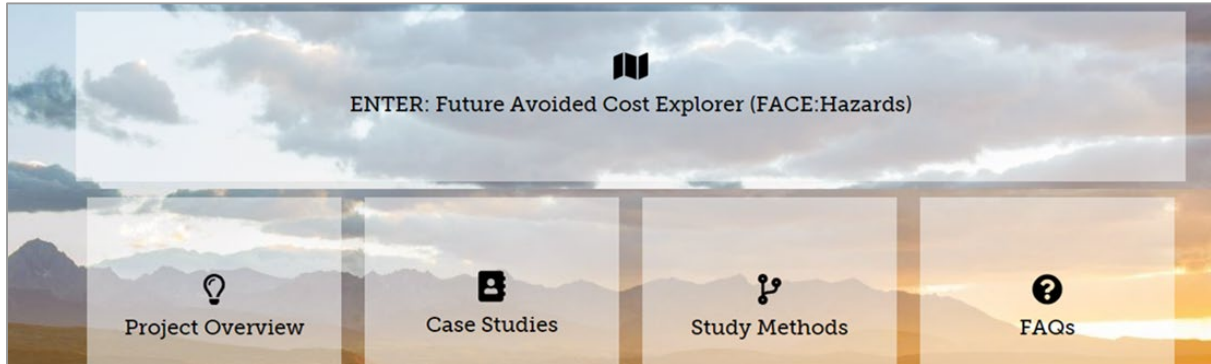 ENTER: Future Avoided Cost Explorer (FACE:Hazards)
Project Overview
Case Studies
Study Methods
FAQs